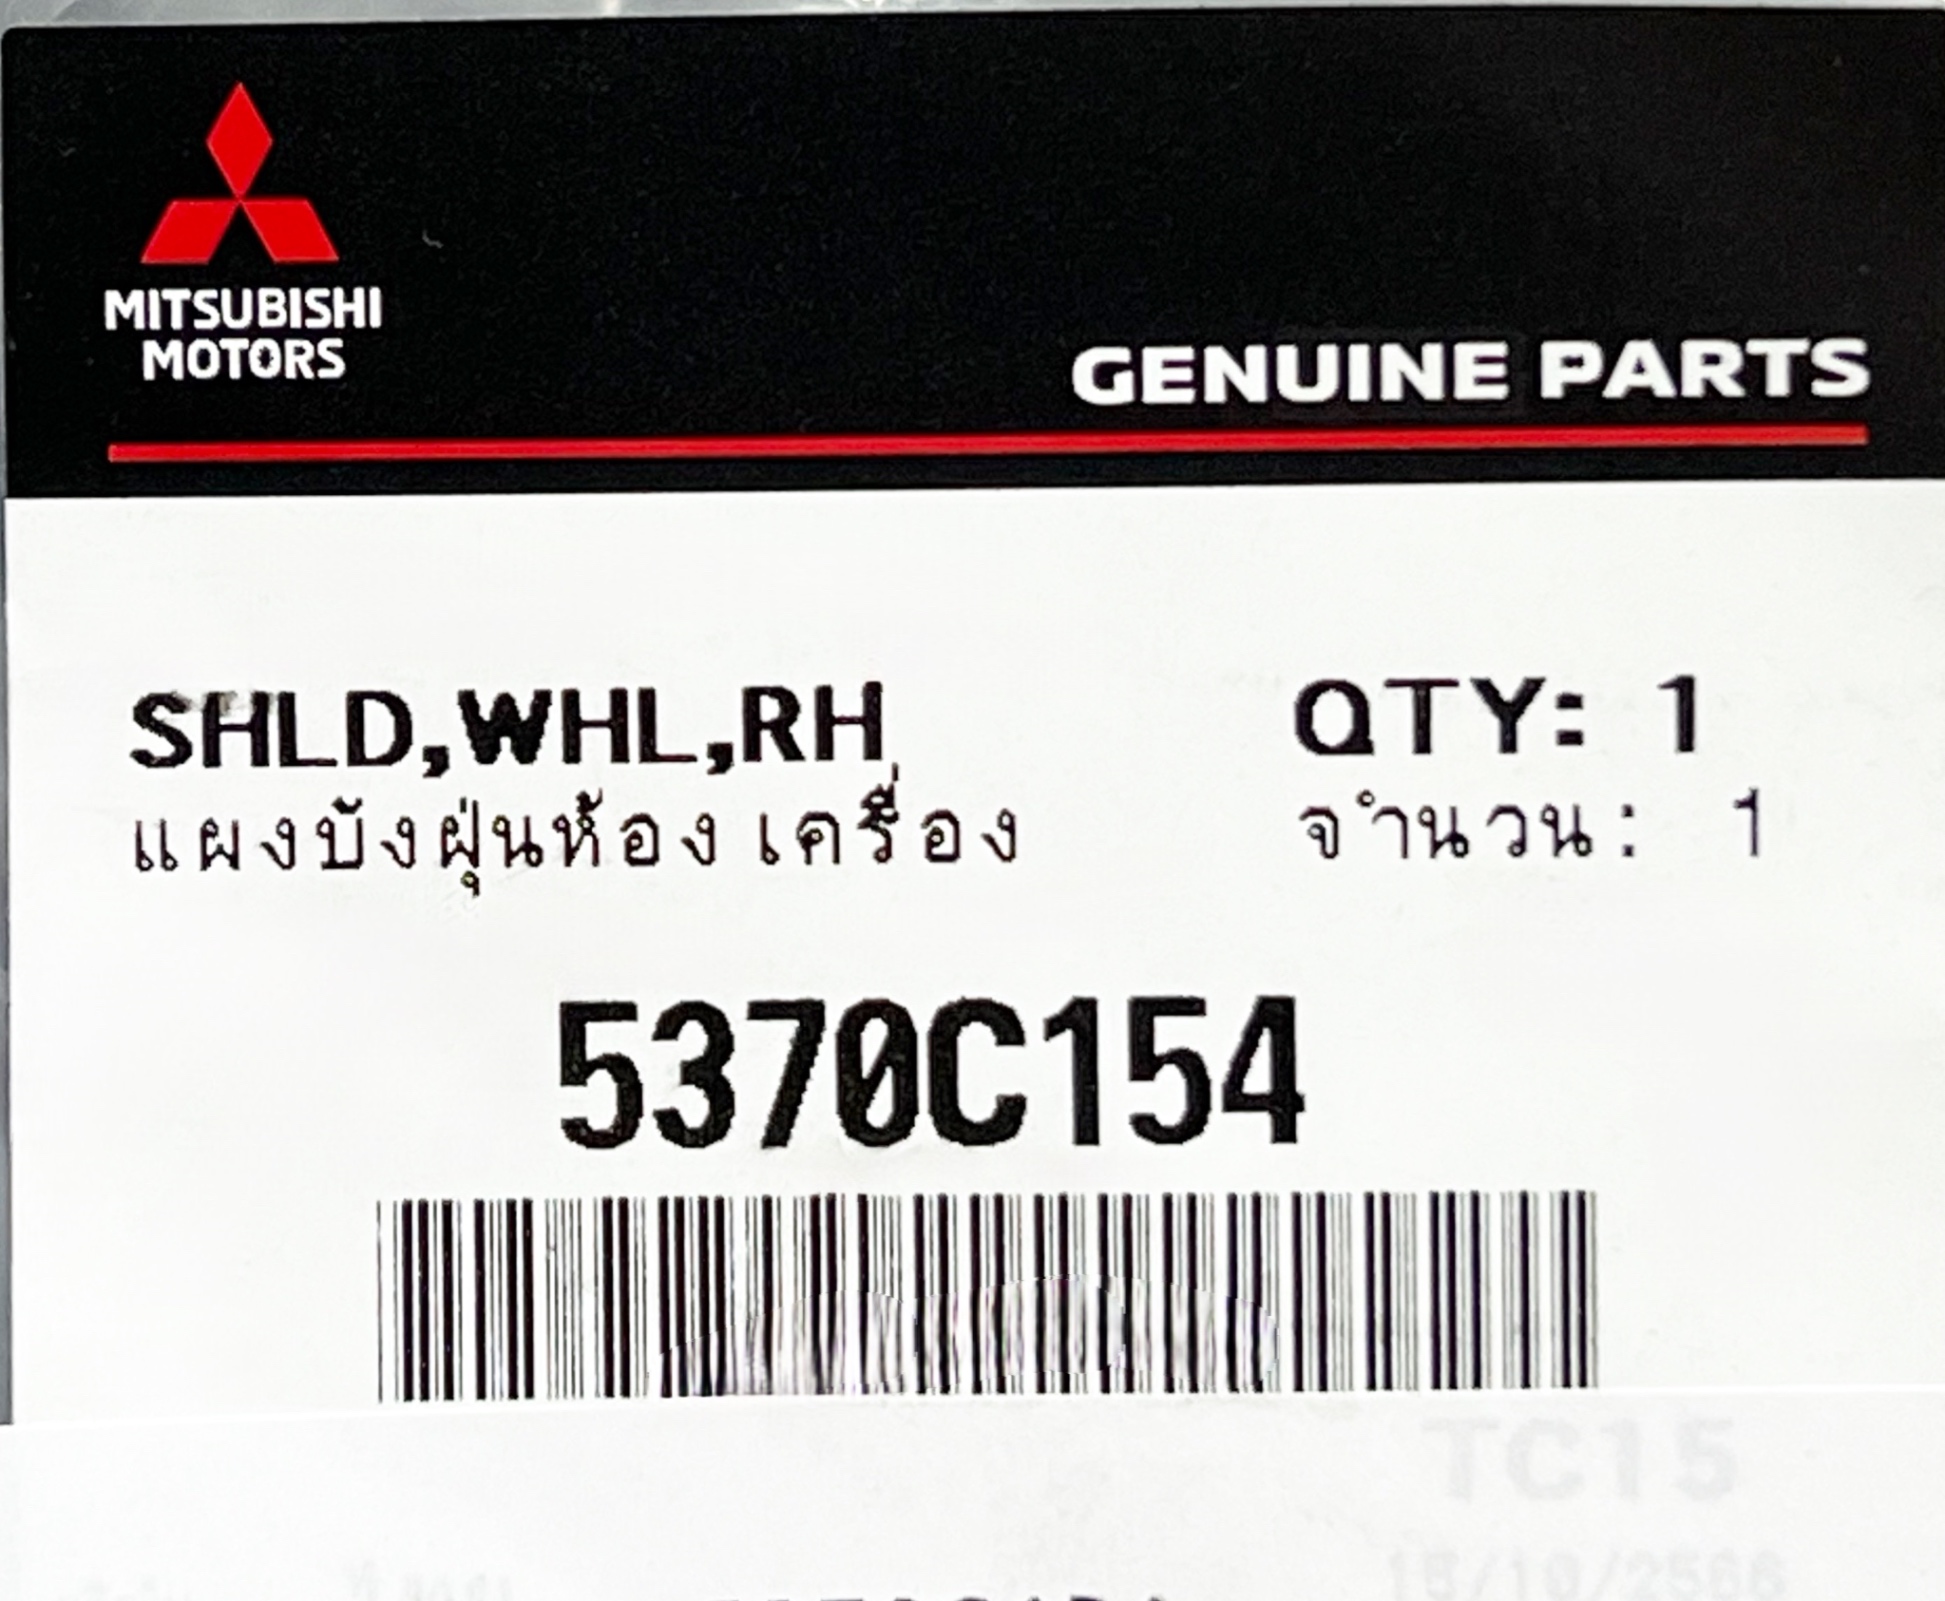 MITSUBISHI
MOTORS
GENUINE PARTS
SHLD,WHL,RH
QTY: 1
แผงบังฝุ่นห้องเครื่อง
จำนวน: 1
5370C154
TC15